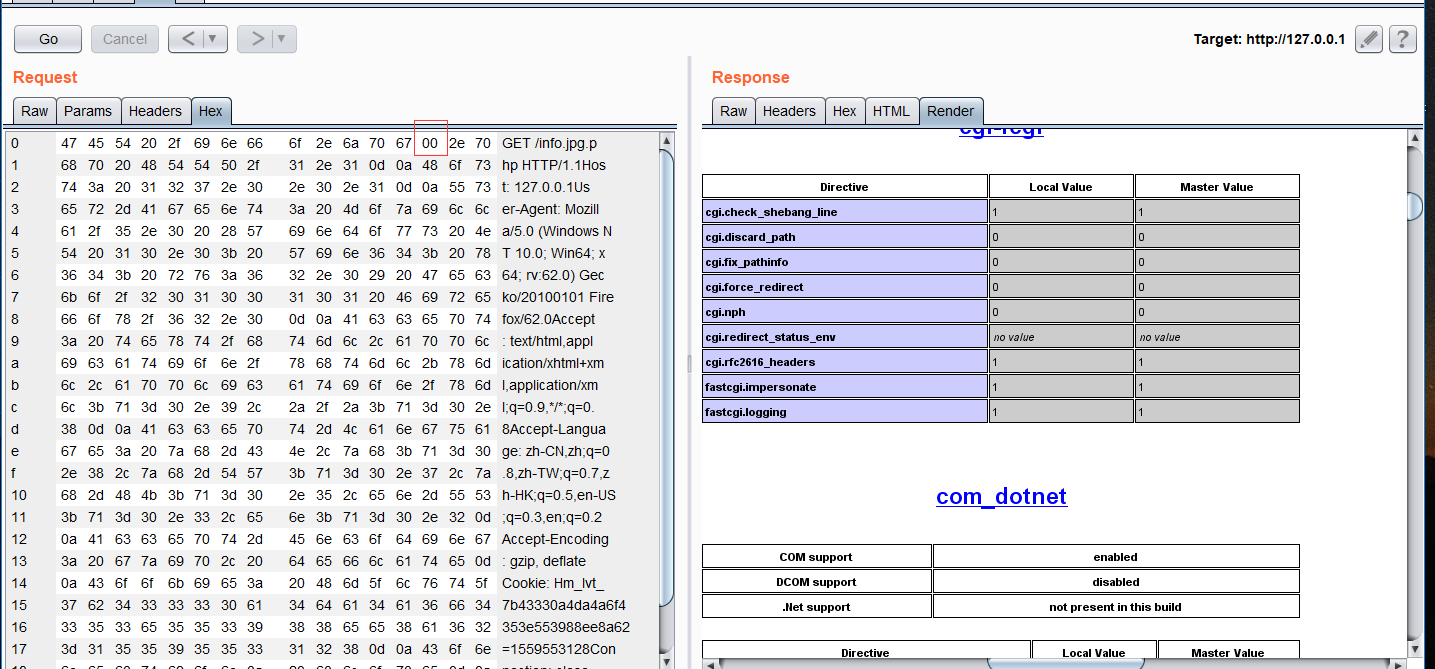 Go
Cancel
<
>
Target: http://127.0.0.1
?
Request
Raw
Params
Headers
Hex
0 47 45 54 20 2f 69 6e 66 6f 2e 6a 70 67 00 2e 70 GET /info.jpg.p
1 68 70 20 48 54 54 50 2f 31 2e 31 0d 0a 48 6f 73 hp HTTP/1.1Hos
2 74 3a 20 31 32 37 2e 30 2e 30 2e 31 0d 0a 55 73 t: 127.0.0.1Us
3 65 72 2d 41 67 65 6e 74 3a 20 4d 6f 7a 69 6c 6c er-Agent: Mozill
4 61 2f 35 2e 30 20 28 57 69 6e 64 6f 77 73 20 4e a/5.0 (Windows N
5 54 20 31 30 2e 30 3b 20 57 69 6e 36 34 3b 20 78 T 10.0; Win64; x
6 36 34 3b 20 72 76 3a 36 32 2e 30 29 20 47 65 63 64; rv:62.0) Gec
7 6b 6f 2f 32 30 31 30 30 31 30 31 20 46 69 72 65 ko/20100101 Fire
8 66 6f 78 2f 36 32 2e 30 0d 0a 41 63 63 65 70 74 fox/62.0Accept
9 3a 20 74 65 78 74 2f 68 74 6d 6c 2c 61 70 70 6c : text/html,appl
a 69 63 61 74 69 6f 6e 2f 78 68 74 6d 6c 2b 78 6d ication/xhtml+xm
b 6c 2c 61 70 70 6c 69 63 61 74 69 6f 6e 2f 78 6d l,application/xm
c 6c 3b 71 3d 30 2e 39 2c 2a 2f 2a 3b 71 3d 30 2e l;q=0.9,*/*;q=0.
d 38 0d 0a 41 63 63 65 70 74 2d 4c 61 6e 67 75 61 8Accept-Langua
e 67 65 3a 20 7a 68 2d 43 4e 2c 7a 68 3b 71 3d 30 ge: zh-CN,zh;q=0
f 2e 38 2c 7a 68 2d 54 57 3b 71 3d 30 2e 37 2c 7a .8,zh-TW;q=0.7,z
10 68 2d 48 4b 3b 71 3d 30 2e 35 2c 65 6e 2d 55 53 h-HK;q=0.5,en-US
11 3b 71 3d 30 2e 33 2c 65 6e 3b 71 3d 30 2e 32 0d ;q=0.3,en;q=0.2
12 0a 41 63 63 65 70 74 2d 45 6e 63 6f 64 69 6e 67 Accept-Encoding
13 3a 20 67 7a 69 70 2c 20 64 65 66 6c 61 74 65 0d : gzip, deflate
14 0a 43 6f 6f 6b 69 65 3a 20 48 6d 5f 6c 76 74 5f Cookie: Hm_lvt_
15 37 62 34 33 33 33 30 61 34 64 61 34 61 36 66 34 7b43330a4da4a6f4
16 33 35 33 65 35 35 33 39 38 38 65 65 38 61 36 32 353e553988ee8a62
17 3d 31 35 35 39 35 35 33 31 32 38 0d 0a 43 6f 6e =1559553128Con
Response
Raw
Headers
Hex
HTML
Render
cgi-fcgi
Directive Local Value Master Value
cgi.check_shebang_line 1 1
cgi.discard_path 0 0
cgi.fix_pathinfo 0 0
cgi.force_redirect 0 0
cgi.nph 0 0
cgi.redirect_status_env no value no value
cgi.rfc2616_headers 1 1
fastcgi.impersonate 1 1
fastcgi.logging 1 1
com_dotnet
COM support enabled
DCOM support disabled
.Net support not present in this build
Directive Local Value Master Value